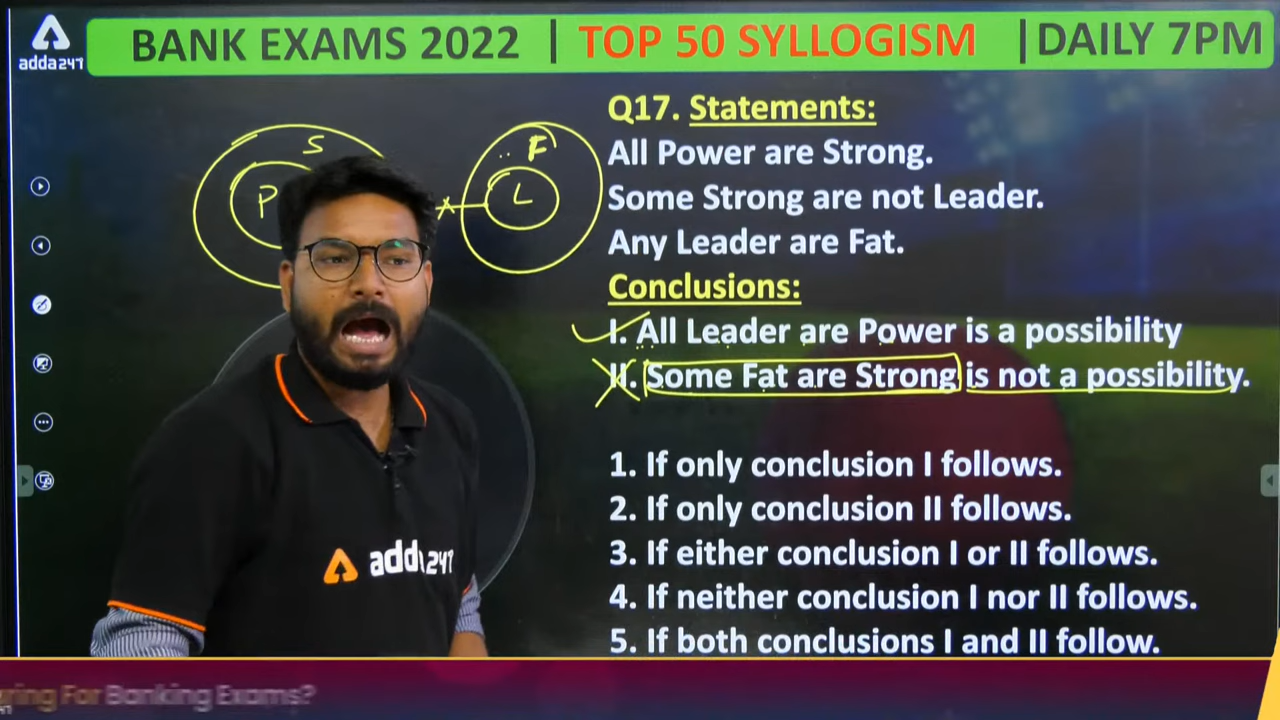 BANK EXAMS 2022 | TOP 50 SYLLOGISM | DAILY 7PM
adda247
Q17. Statements:
All Power are Strong.
Some Strong are not Leader.
Any Leader are Fat.
Conclusions:
I. All Leader are Power is a possibility
II. Some Fat are Strong is not a possibility.
1. If only conclusion I follows.
2. If only conclusion II follows.
3. If either conclusion I or II follows.
4. If neither conclusion I nor II follows.
5. If both conclusions I and II follow.
S
P
F
L
adda247
For Banking Exams?